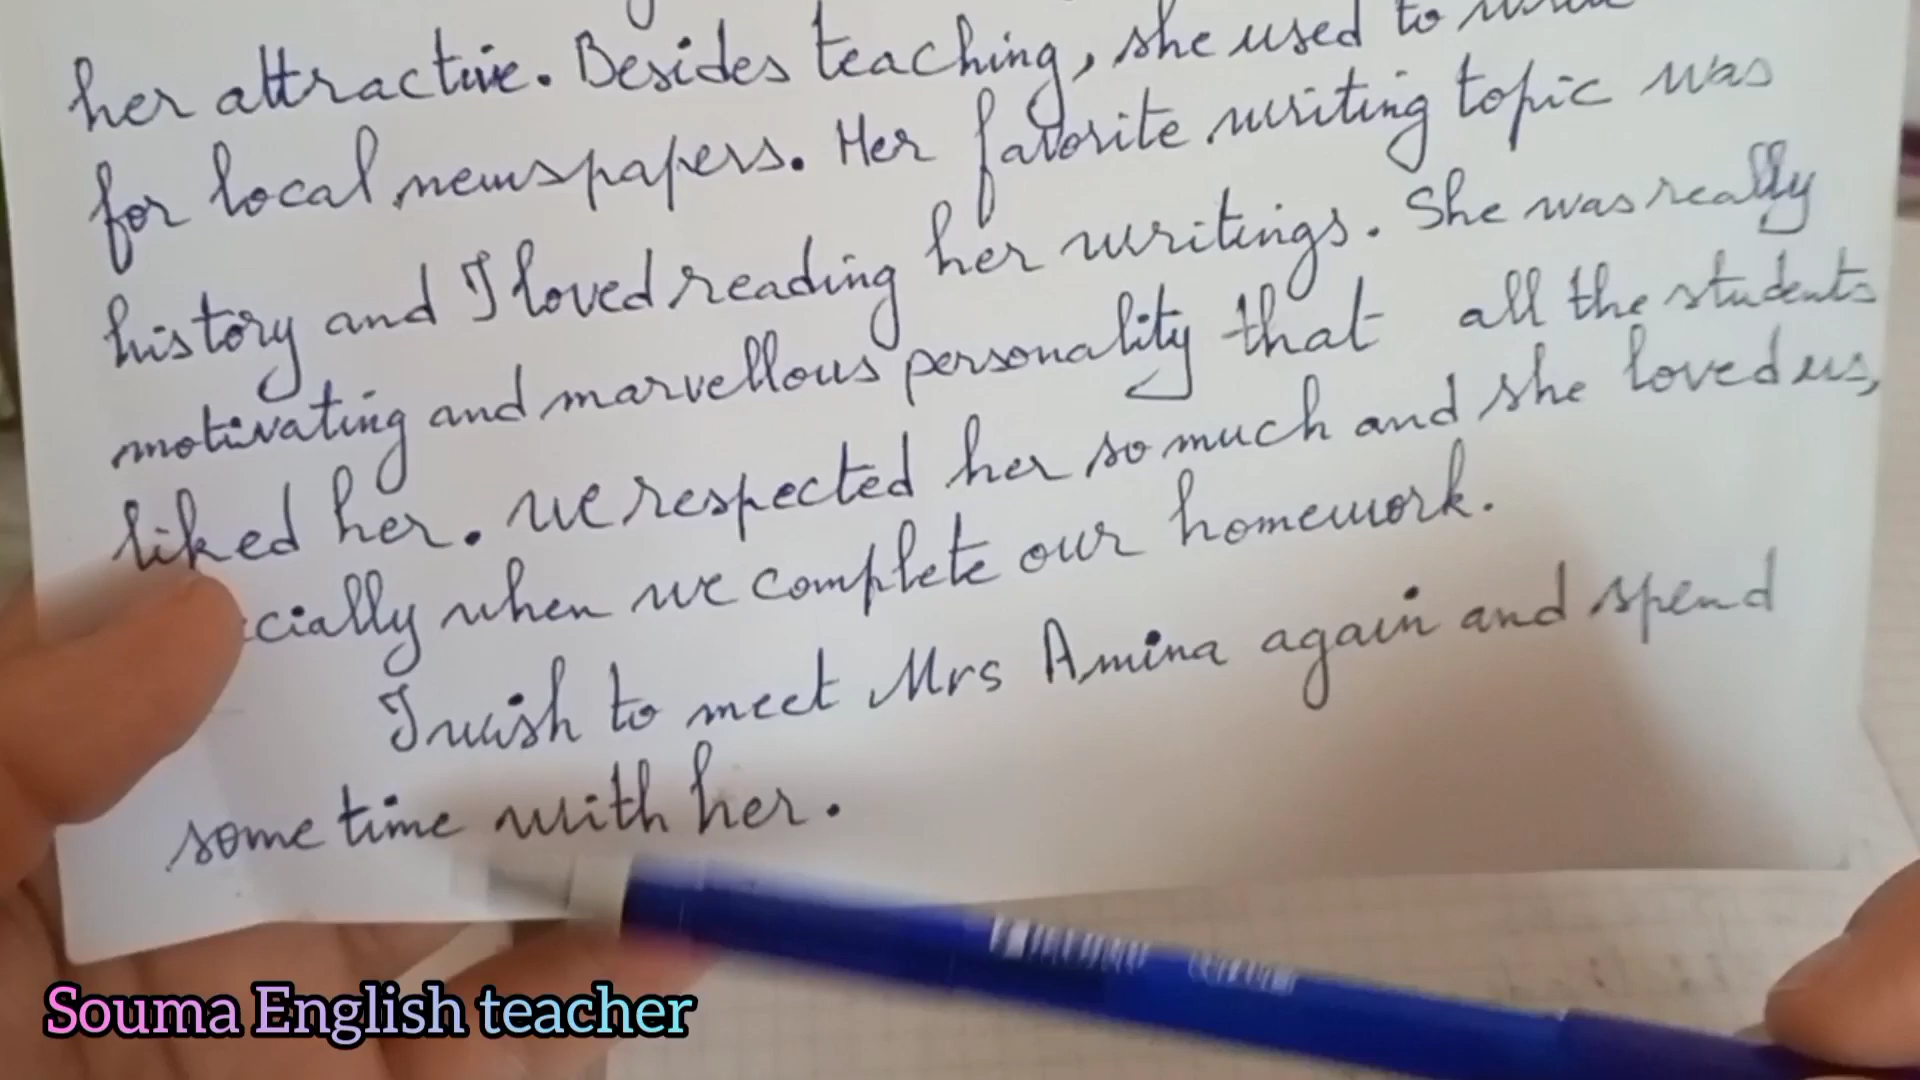 her attractive. Besides teaching, she used to write
for local newspapers. Her favorite writing topic was
history and I loved reading her writings. She was really
motivating and marvellous personality that all the students
liked her. we respected her so much and she loved us,
cially when we complete our homework.
I wish to meet Mrs Amina again and spend
some time with her.
Souma English teacher